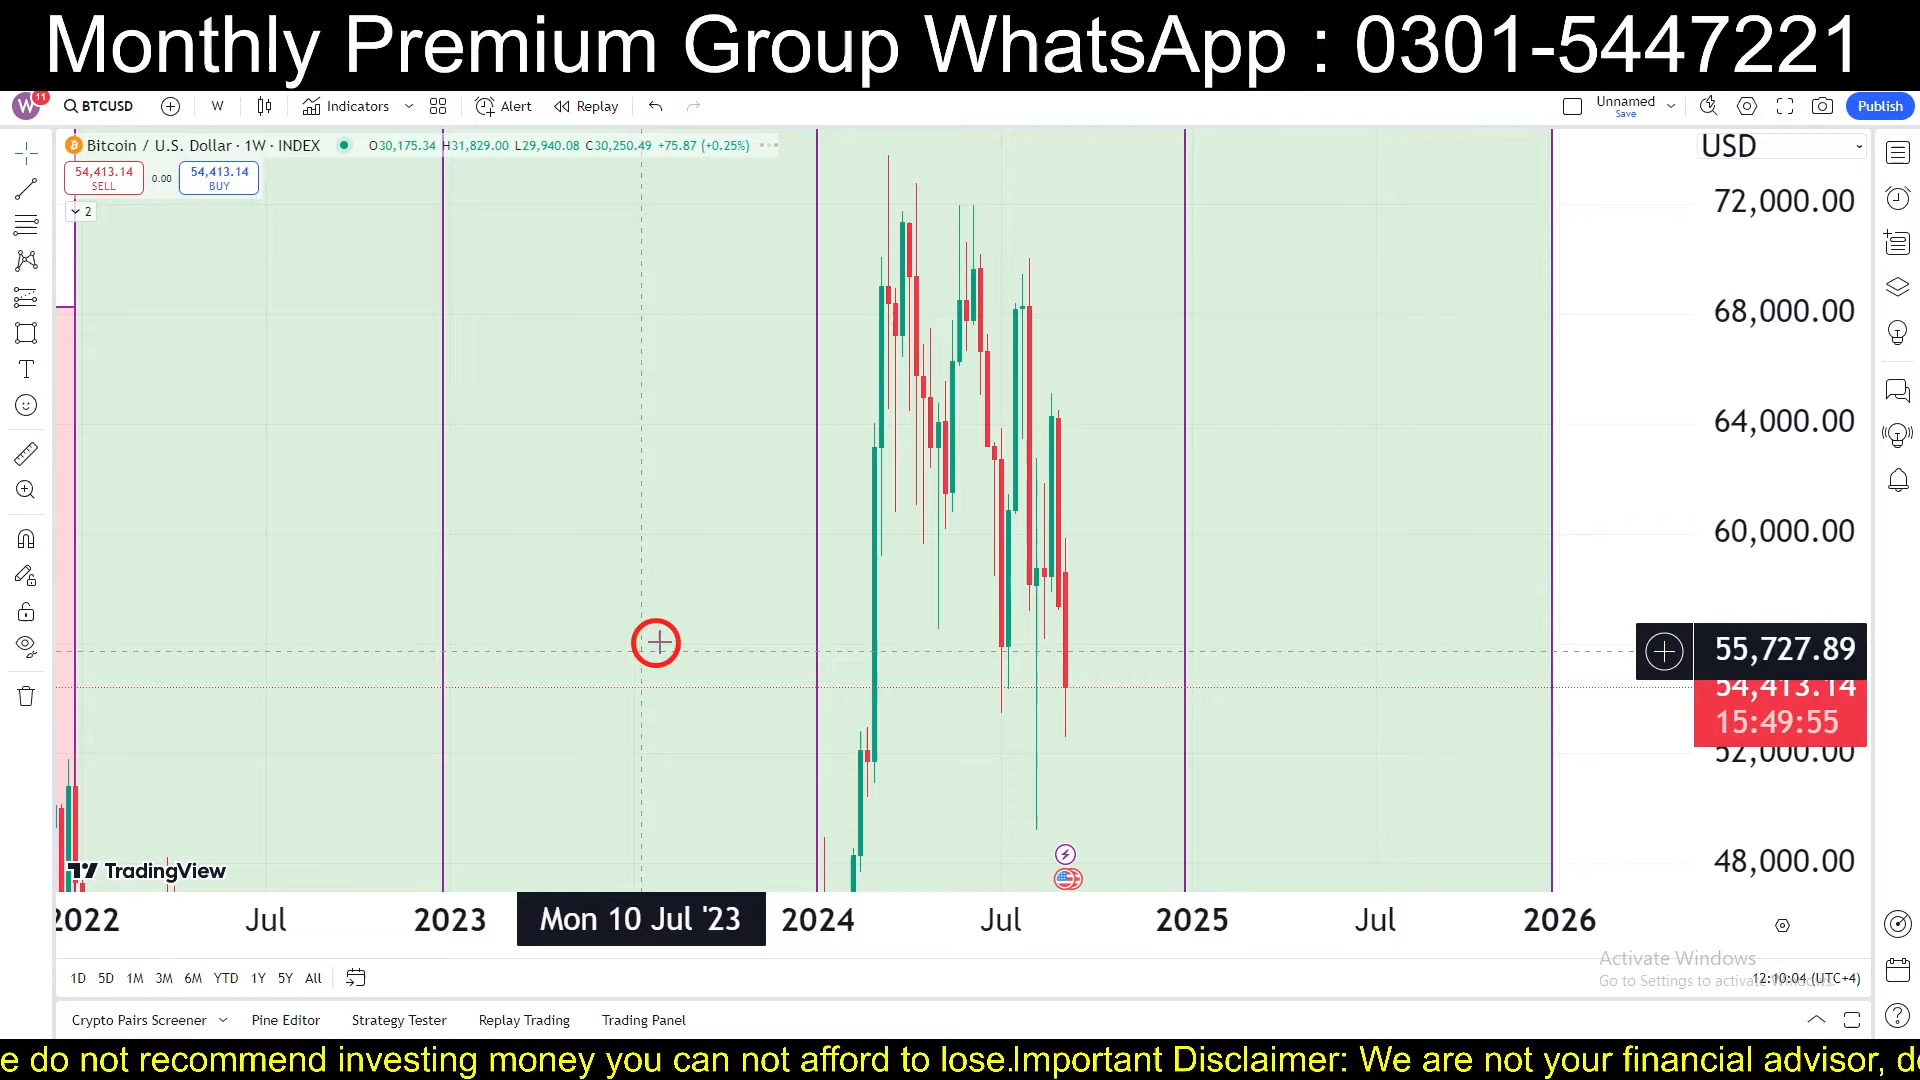 Monthly Premium Group WhatsApp : 0301-5447221
W 11 BTCUSD W Indicators Alert Replay Unnamed Save Publish
Bitcoin / U.S. Dollar · 1W · INDEX O30,175.34 H31,829.00 L29,940.08 C30,250.49 +75.87 (+0.25%)
USD
54,413.14 SELL 0.00 54,413.14 BUY
2
72,000.00
68,000.00
64,000.00
60,000.00
55,727.89
54,413.14
15:49:55
52,000.00
48,000.00
TradingView
2022 Jul 2023 Mon 10 Jul '23 2024 Jul 2025 Jul 2026
Activate Windows
1D 5D 1M 3M 6M YTD 1Y 5Y All
Go to Settings to activate Windows.
12:10:04 (UTC+4)
Crypto Pairs Screener Pine Editor Strategy Tester Replay Trading Trading Panel
e do not recommend investing money you can not afford to lose.Important Disclaimer: We are not your financial advisor, d